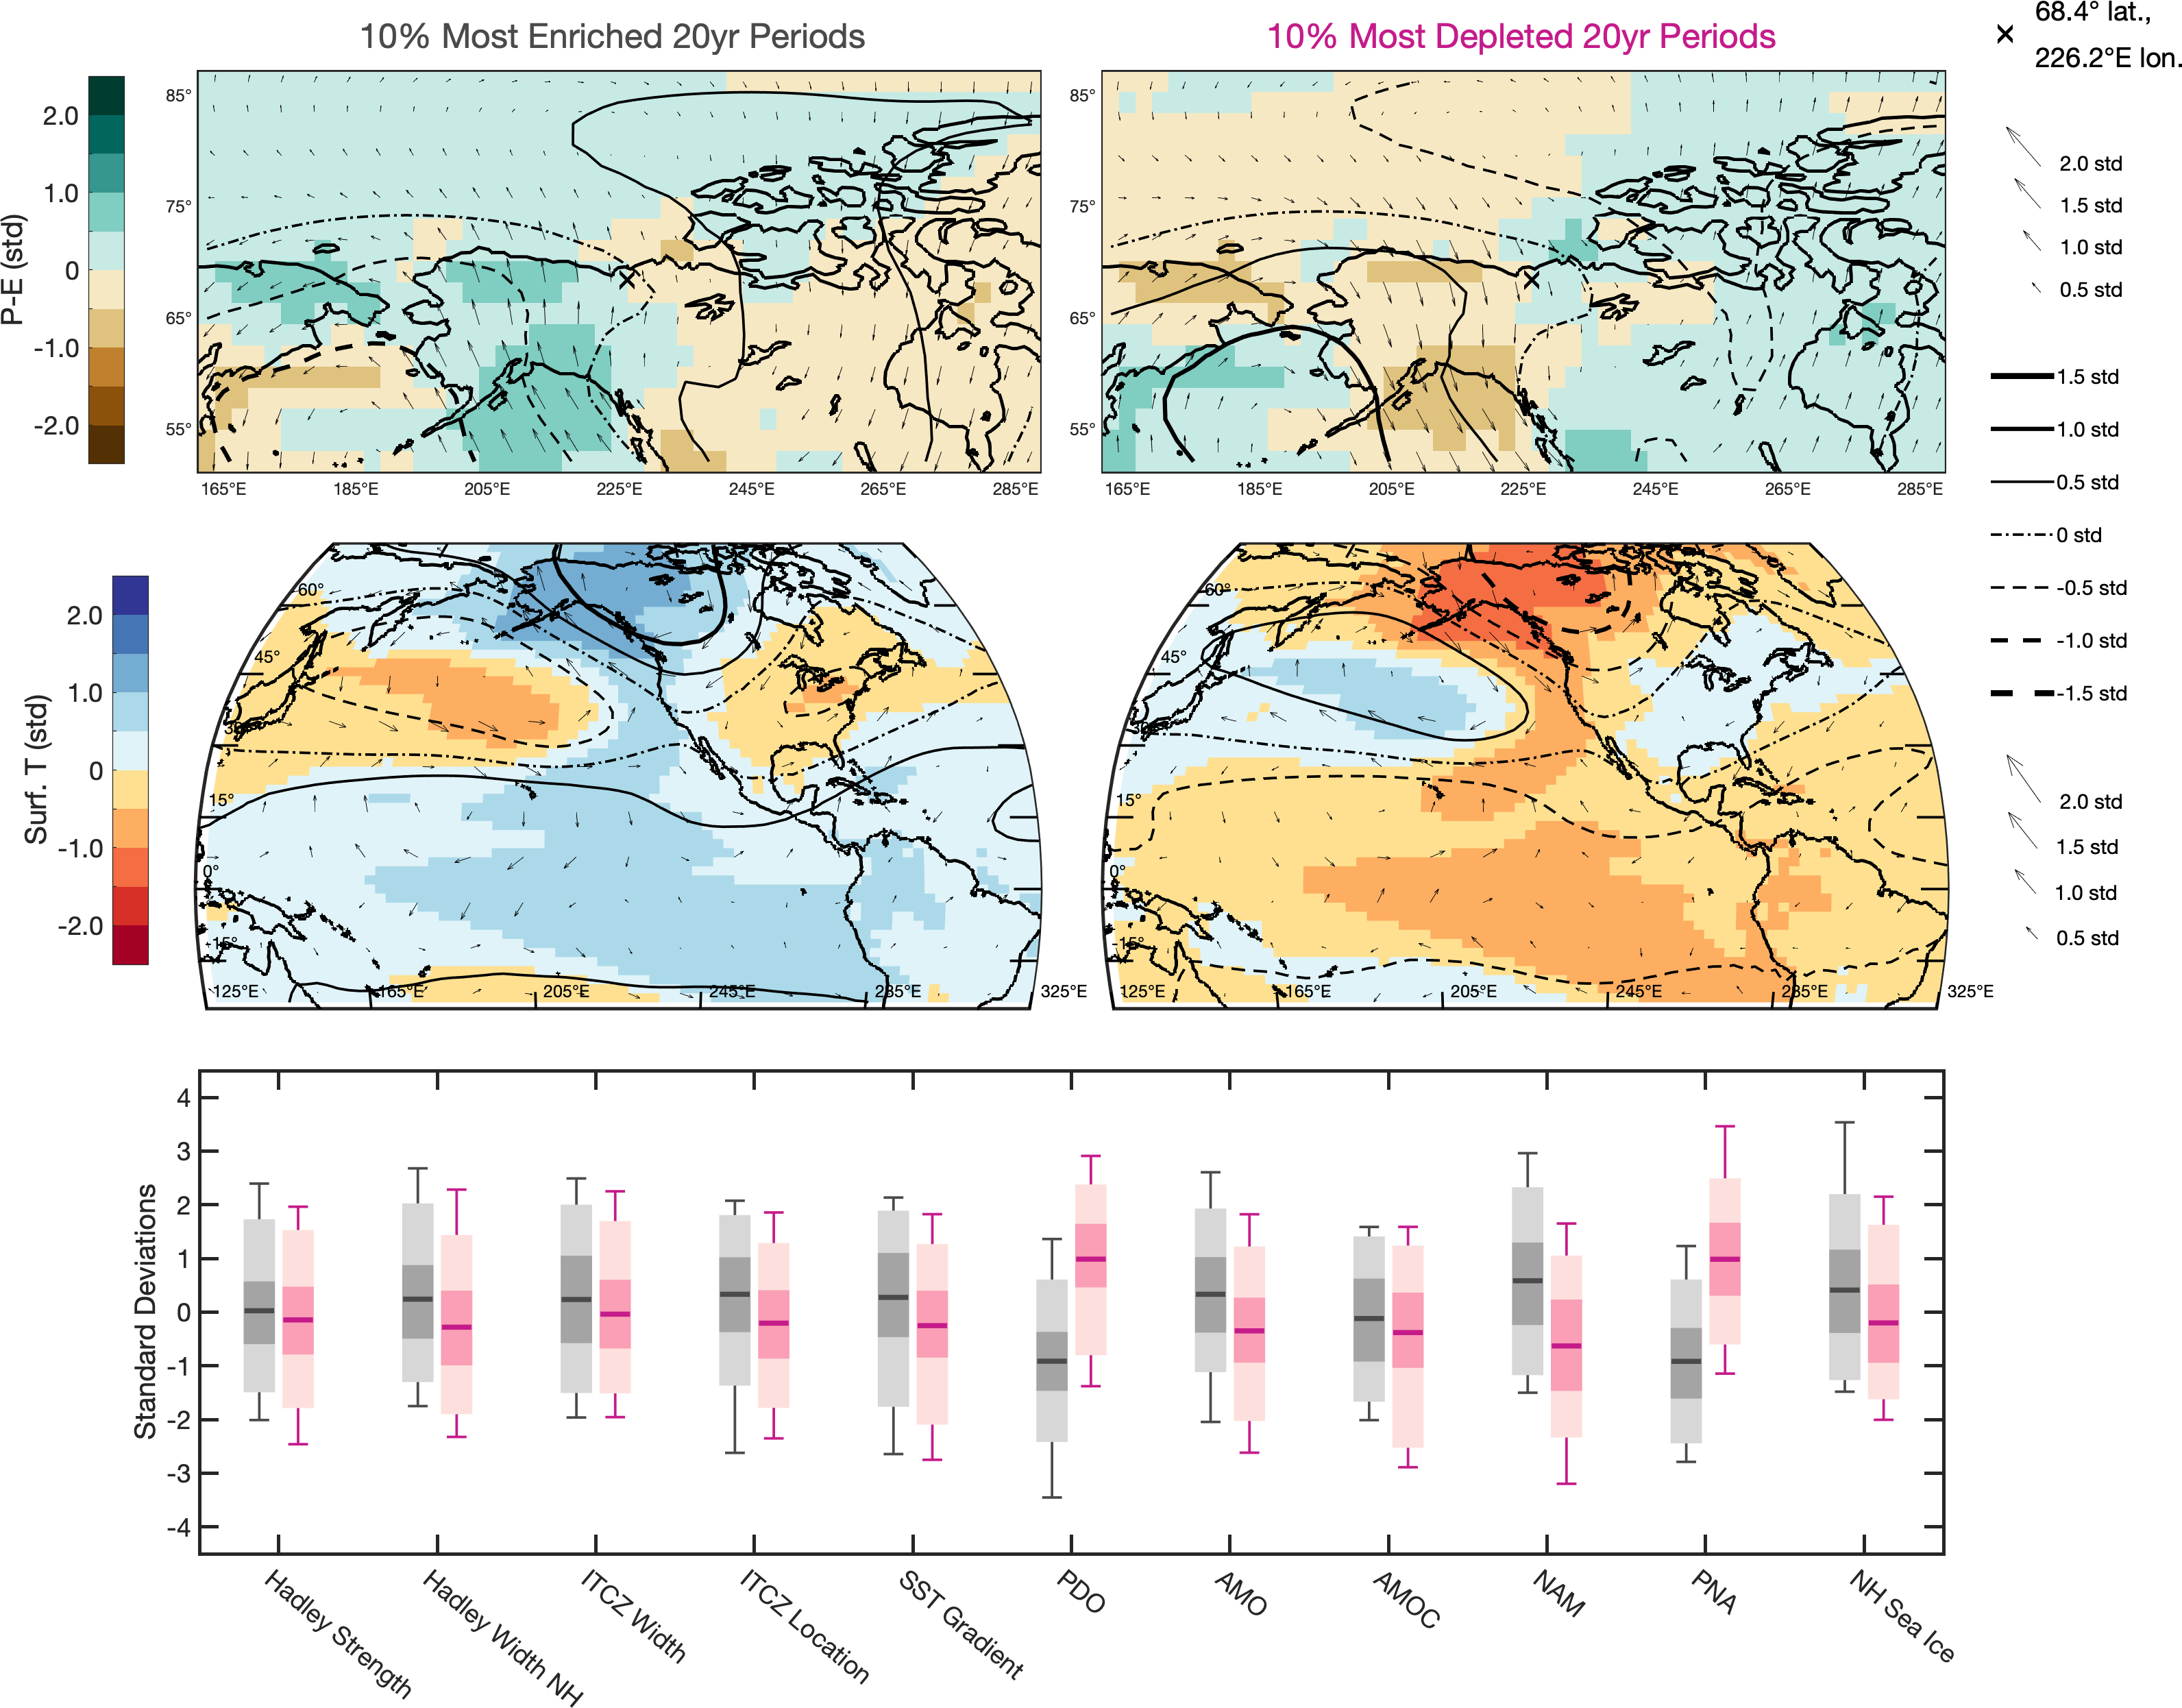 10% Most Enriched 20yr Periods
10% Most Depleted 20yr Periods
68.4° lat.,
226.2°E lon.
P-E (std)
2.0
1.0
0
-1.0
-2.0
85°
75°
65°
55°
165°E
185°E
205°E
225°E
245°E
265°E
285°E
85°
75°
65°
55°
165°E
185°E
205°E
225°E
245°E
265°E
285°E
2.0 std
1.5 std
1.0 std
0.5 std
1.5 std
1.0 std
0.5 std
0 std
-0.5 std
-1.0 std
-1.5 std
Surf. T (std)
2.0
1.0
0
-1.0
-2.0
60°
45°
30°
15°
0°
-15°
125°E
165°E
205°E
245°E
285°E
325°E
60°
45°
30°
15°
0°
-15°
125°E
165°E
205°E
245°E
285°E
325°E
2.0 std
1.5 std
1.0 std
0.5 std
Standard Deviations
4
3
2
1
0
-1
-2
-3
-4
Hadley Strength
Hadley Width NH
ITCZ Width
ITCZ Location
SST Gradient
PDO
AMO
AMOC
NAM
PNA
NH Sea Ice